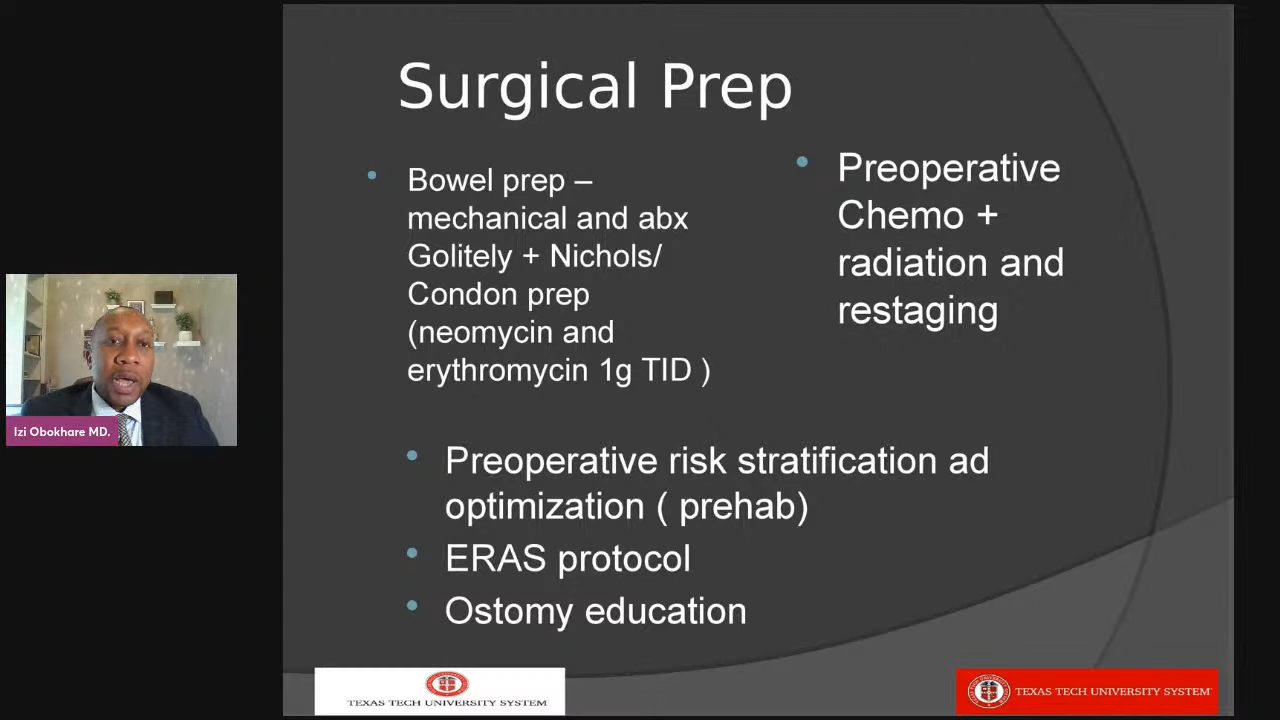 Surgical Prep
Bowel prep –
mechanical and abx
Golitely + Nichols/
Condon prep
(neomycin and
erythromycin 1g TID )
Preoperative
Chemo +
radiation and
restaging
Preoperative risk stratification ad
optimization ( prehab)
ERAS protocol
Ostomy education
Izi Obokhare MD.
TEXAS TECH UNIVERSITY SYSTEM
TEXAS TECH UNIVERSITY SYSTEM